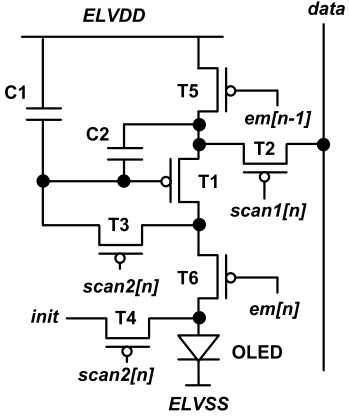 ELVDD
data
C1
T5
em[n-1]
C2
T2
T1
scan1[n]
T3
scan2[n]
T6
em[n]
init
T4
OLED
scan2[n]
ELVSS